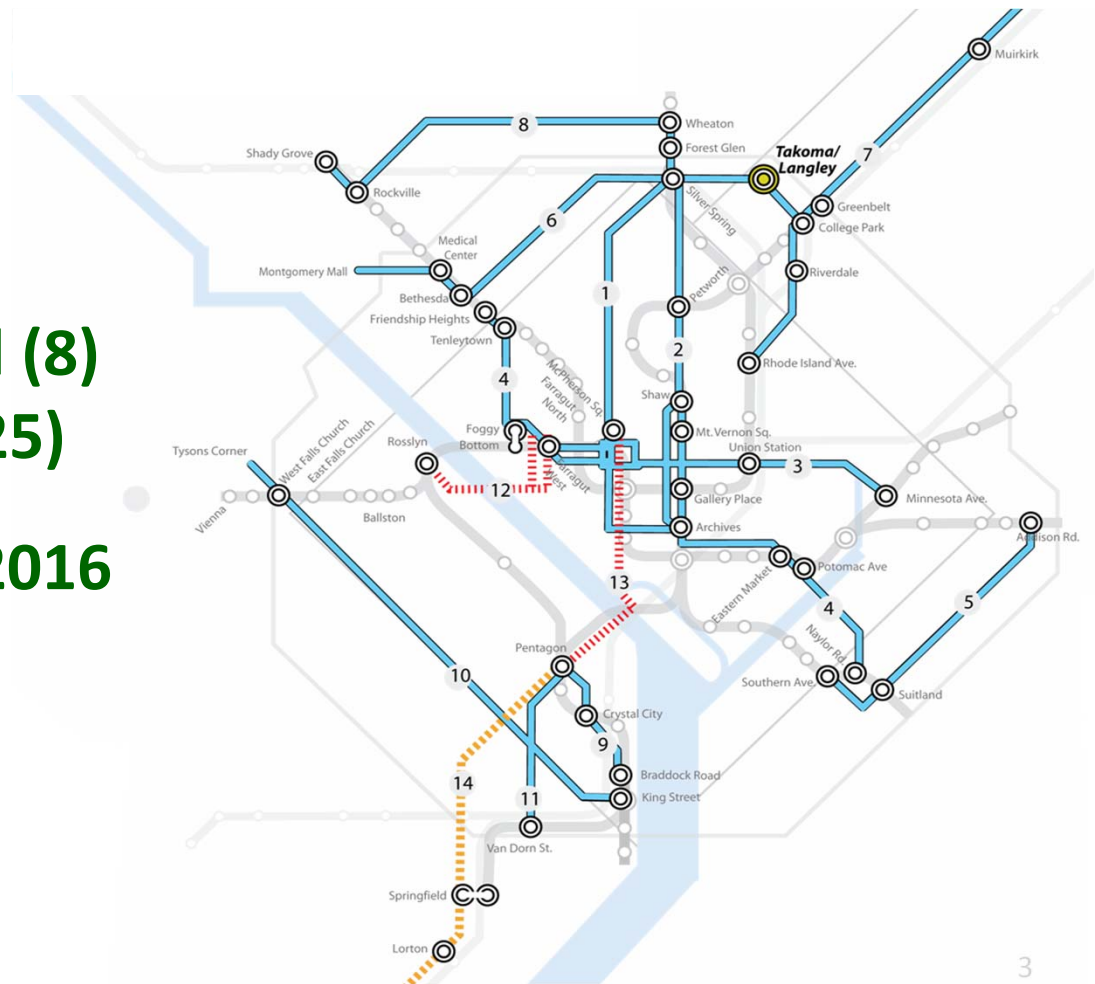 Muirkirk
8
Wheaton
Shady Grove
Forest Glen
Takoma/
Langley
7
Rockville
Silver Spring
Greenbelt
6
College Park
Medical
Center
Montgomery Mall
Riverdale
Bethesda
Petworth
1
Friendship Heights
Tenleytown
2
l (8)
McPherson Sq.
Farragut
North
Rhode Island Ave.
4
Shaw
25)
Foggy
Bottom
Mt. Vernon Sq.
Rosslyn
West Falls Church
East Falls Church
Tysons Corner
Union Station
3
Farragut
West
12
Minnesota Ave.
Gallery Place
Vienna
Ballston
Archives
Addison Rd.
2016
Eastern Market
Potomac Ave
13
4
5
Naylor Rd.
Pentagon
10
Southern Ave.
Suitland
Crystal City
9
Braddock Road
14
11
King Street
Van Dorn St.
Springfield
Lorton
3